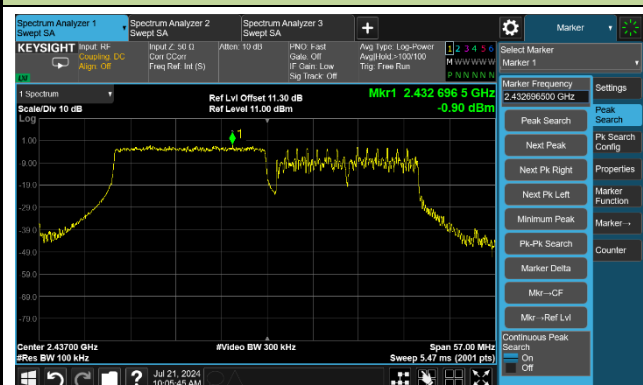 Spectrum Analyzer 1
Swept SA
Spectrum Analyzer 2
Swept SA
Spectrum Analyzer 3
Swept SA
+
Marker
KEYSIGHT
Input: RF
Coupling: DC
Align: Off
Input Z: 50 Ω
Corr CCorr
Freq Ref: Int (S)
Atten: 10 dB
PNO: Fast
Gate: Off
IF Gain: Low
Sig Track: Off
Avg Type: Log-Power
Avg|Hold:>100/100
Trig: Free Run
1 2 3 4 5 6
M W W W W W
P N N N N N
LVI
Select Marker
Marker 1
1 Spectrum
Scale/Div 10 dB
Log
Ref Lvl Offset 11.30 dB
Ref Level 11.00 dBm
Mkr1 2.432 696 5 GHz
-0.90 dBm
1
1.00
-9.00
-19.0
-29.0
-39.0
-49.0
-59.0
-69.0
-79.0
Center 2.43700 GHz
#Res BW 100 kHz
#Video BW 300 kHz
Span 57.00 MHz
Sweep 5.47 ms (2001 pts)
Marker Frequency
2.432696500 GHz
Peak Search
Next Peak
Next Pk Right
Next Pk Left
Minimum Peak
Pk-Pk Search
Marker Delta
Mkr→CF
Mkr→Ref Lvl
Continuous Peak
Search
On
Off
Settings
Peak
Search
Pk Search
Config
Properties
Marker
Function
Marker→
Counter
?
Jul 21, 2024
10:05:45 AM